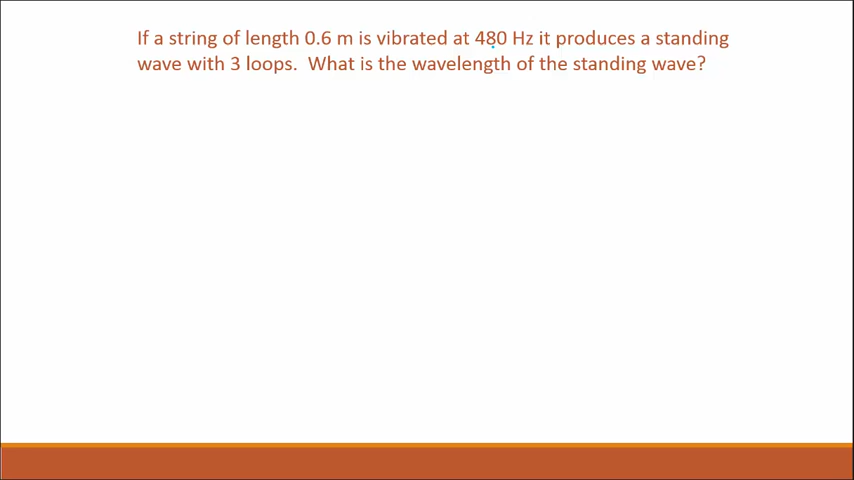 If a string of length 0.6 m is vibrated at 480 Hz it produces a standing
wave with 3 loops.  What is the wavelength of the standing wave?